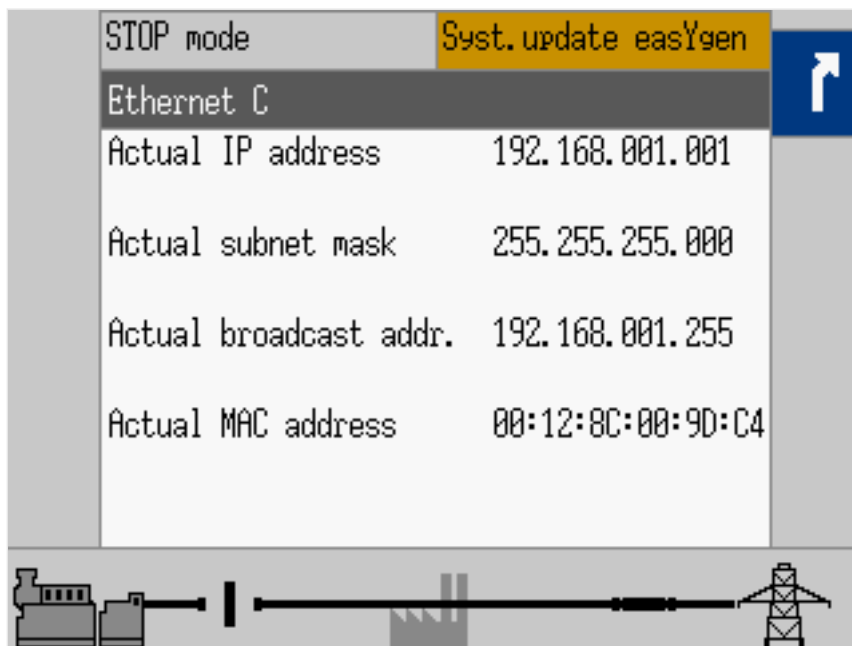 STOP mode
Syst.update easYgen
Ethernet C
Actual IP address 192.168.001.001
Actual subnet mask 255.255.255.000
Actual broadcast addr. 192.168.001.255
Actual MAC address 00:12:8C:00:9D:C4